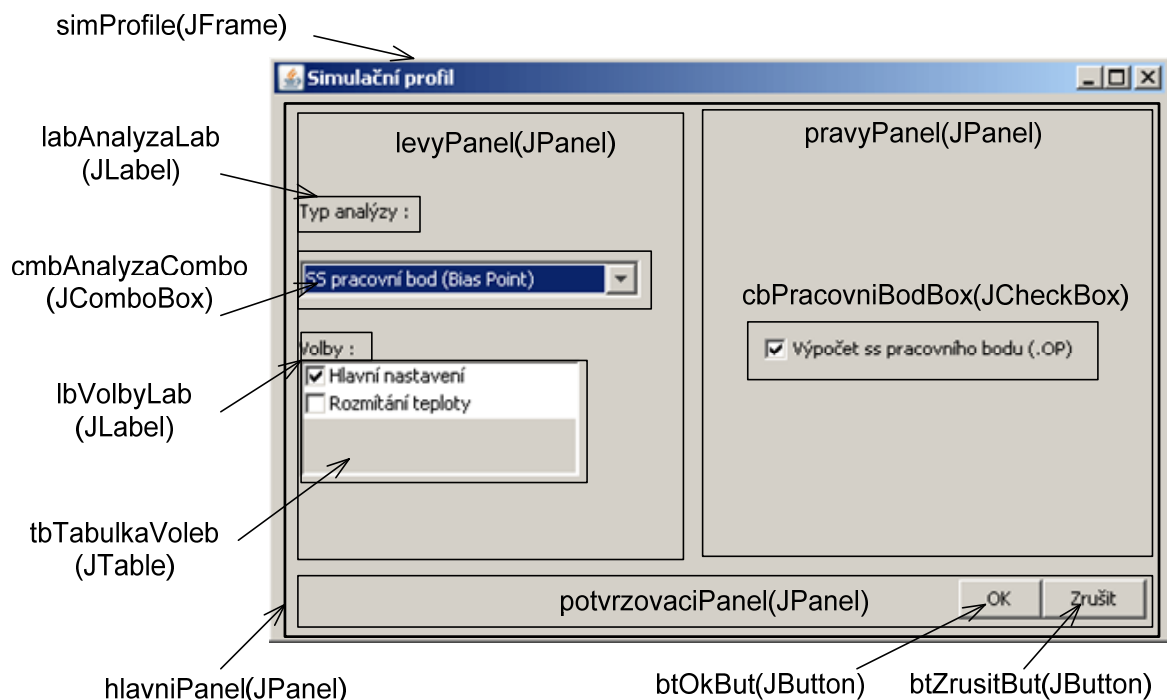 simProfile(JFrame)
Simulační profil
labAnalyzaLab
(JLabel)
levyPanel(JPanel)
pravyPanel(JPanel)
Typ analýzy :
cmbAnalyzaCombo
(JComboBox)
SS pracovní bod (Bias Point)
cbPracovniBodBox(JCheckBox)
Výpočet ss pracovního bodu (.OP)
Volby :
Hlavní nastavení
Rozmítání teploty
lbVolbyLab
(JLabel)
tbTabulkaVoleb
(JTable)
potvrzovaciPanel(JPanel)
OK
Zrušit
hlavniPanel(JPanel)
btOkBut(JButton)
btZrusitBut(JButton)